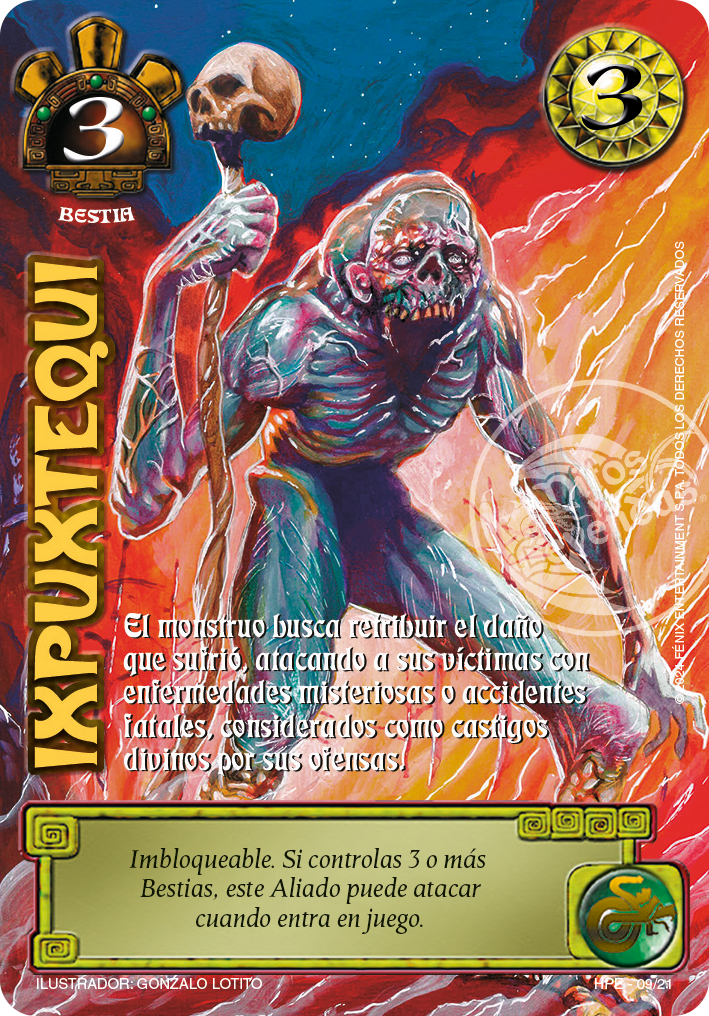 3
3
BESTIA
IXPUXTEQUI
El monstruo busca retribuir el daño
que sufrió, atacando a sus víctimas con
enfermedades misteriosas o accidentes
fatales, considerados como castigos
divinos por sus ofensas.
mitos
y leyendas
©2024 FÉNIX ENTERTAINMENT S.P.A. TODOS LOS DERECHOS RESERVADOS
Imbloqueable. Si controlas 3 o más
Bestias, este Aliado puede atacar
cuando entra en juego.
ILUSTRADOR: GONZALO LOTITO
HPE - 09/21